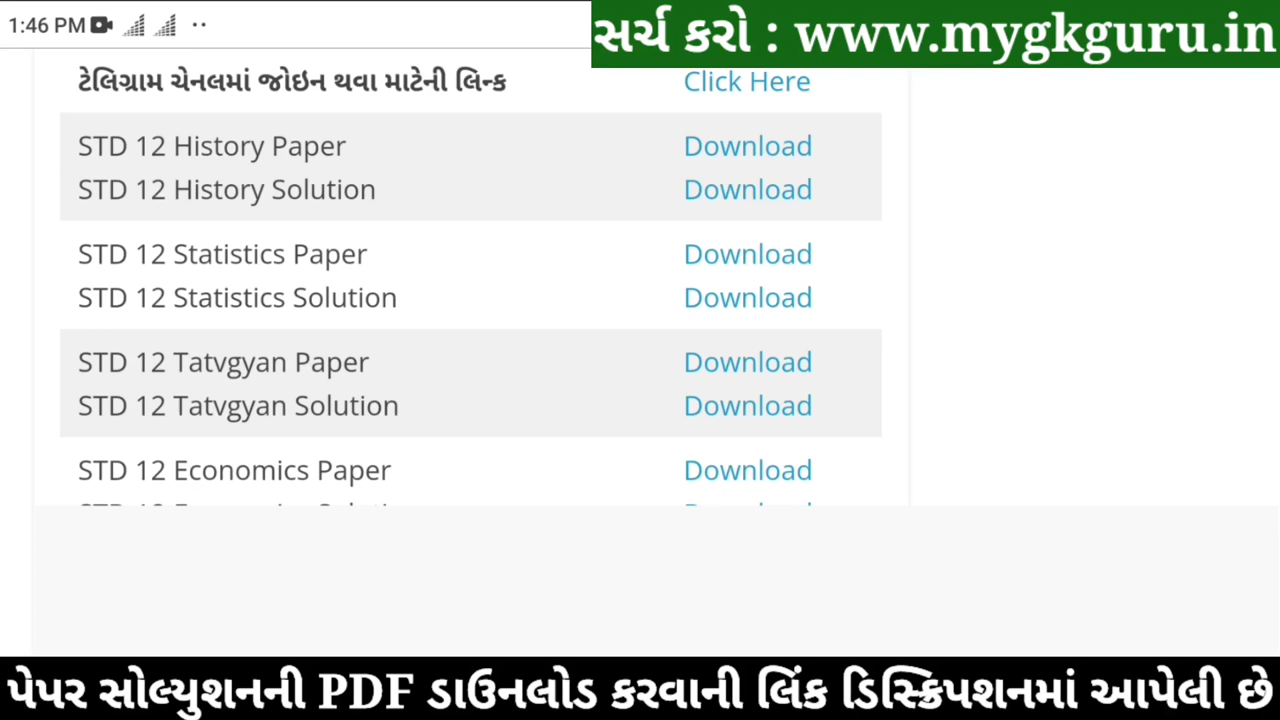 1:46 PM
સર્ચ કરો : www.mygkguru.in
ટેલિગ્રામ ચેનલમાં જોઇન થવા માટેની લિન્ક Click Here
STD 12 History Paper Download
STD 12 History Solution Download
STD 12 Statistics Paper Download
STD 12 Statistics Solution Download
STD 12 Tatvgyan Paper Download
STD 12 Tatvgyan Solution Download
STD 12 Economics Paper Download
પેપર સોલ્યુશનની PDF ડાઉનલોડ કરવાની લિંક ડિસ્ક્રિપશનમાં આપેલી છે